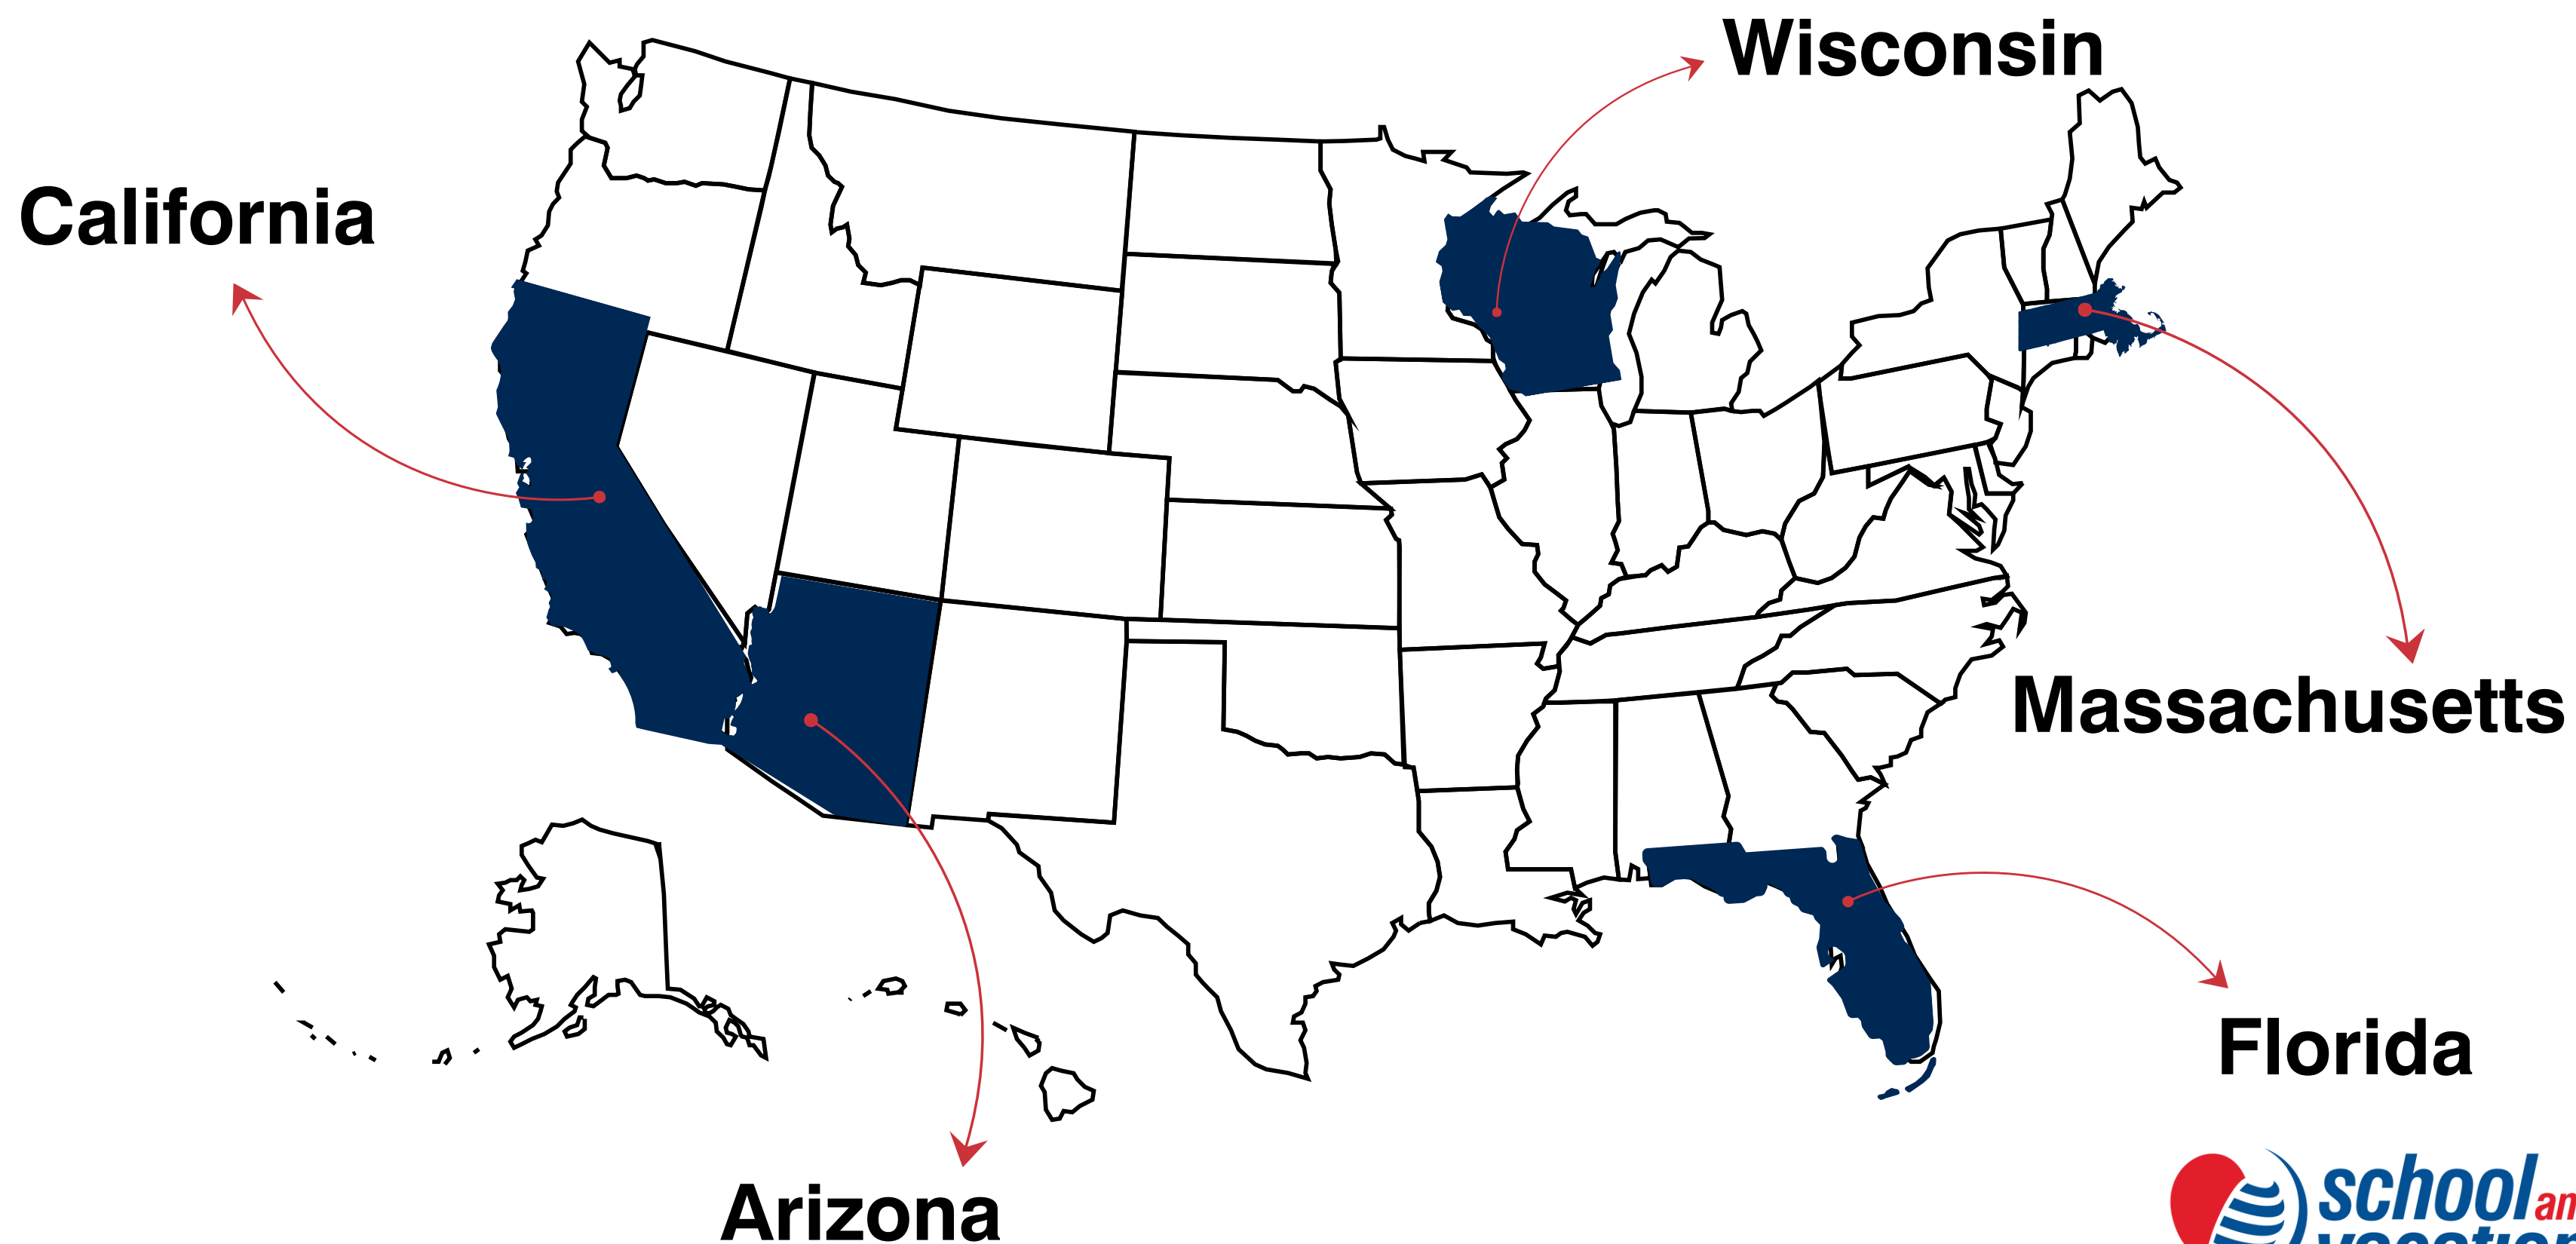 Wisconsin
California
Massachusetts
Florida
Arizona
school